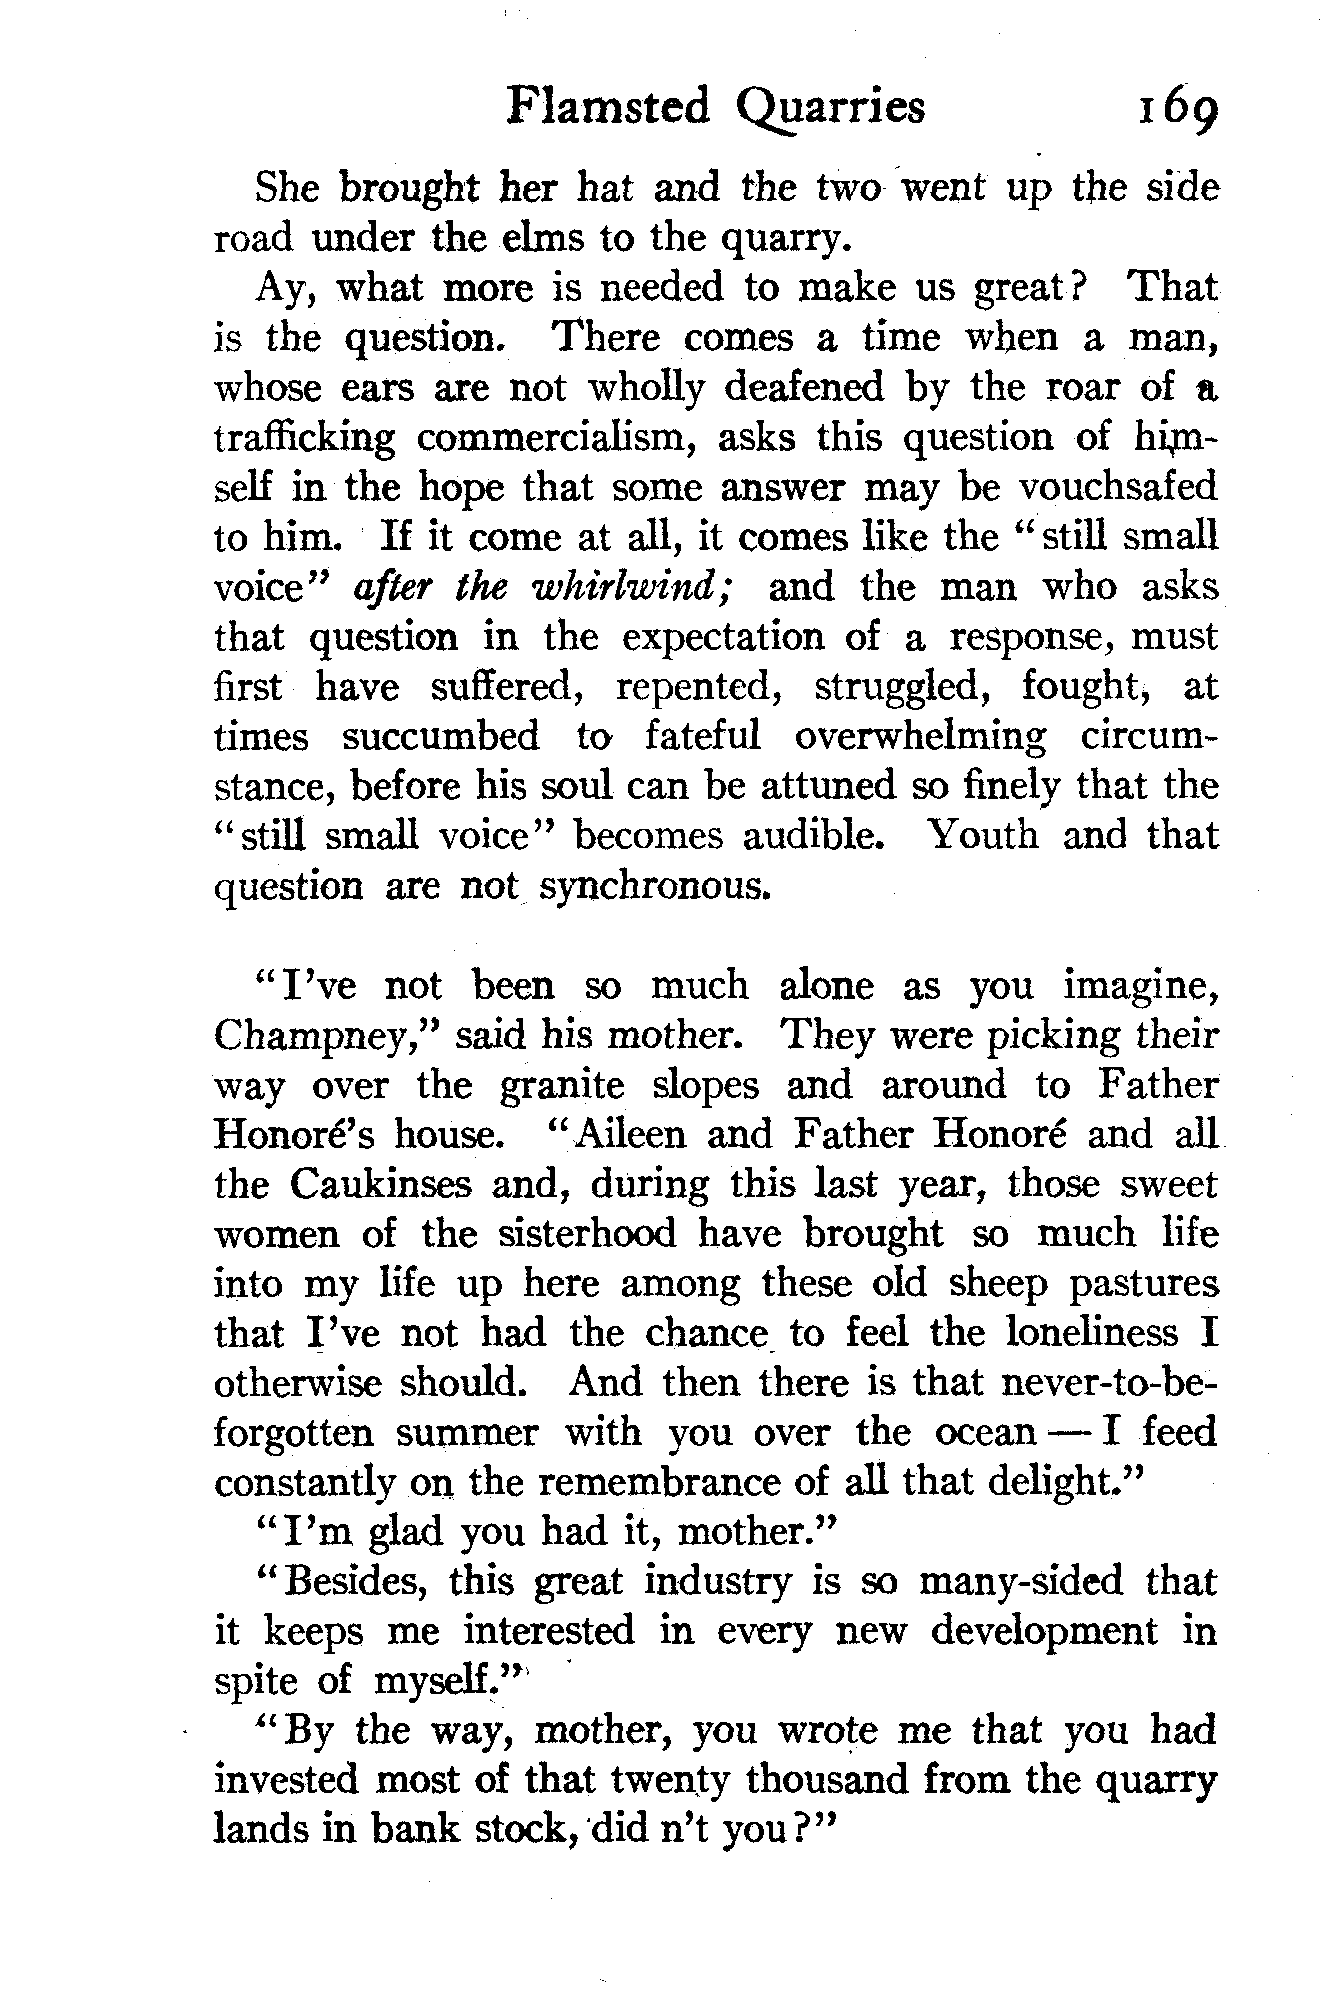 Flamsted Quarries 169
She brought her hat and the two went up the side
road under the elms to the quarry.
Ay, what more is needed to make us great? That
is the question. There comes a time when a man,
whose ears are not wholly deafened by the roar of a
trafficking commercialism, asks this question of him-
self in the hope that some answer may be vouchsafed
to him. If it come at all, it comes like the "still small
voice" after the whirlwind; and the man who asks
that question in the expectation of a response, must
first have suffered, repented, struggled, fought, at
times succumbed to fateful overwhelming circum-
stance, before his soul can be attuned so finely that the
"still small voice" becomes audible. Youth and that
question are not synchronous.
"I've not been so much alone as you imagine,
Champney," said his mother. They were picking their
way over the granite slopes and around to Father
Honoré's house. "Aileen and Father Honoré and all
the Caukinses and, during this last year, those sweet
women of the sisterhood have brought so much life
into my life up here among these old sheep pastures
that I've not had the chance to feel the loneliness I
otherwise should. And then there is that never-to-be-
forgotten summer with you over the ocean — I feed
constantly on the remembrance of all that delight."
"I'm glad you had it, mother."
"Besides, this great industry is so many-sided that
it keeps me interested in every new development in
spite of myself."
"By the way, mother, you wrote me that you had
invested most of that twenty thousand from the quarry
lands in bank stock, did n't you?"